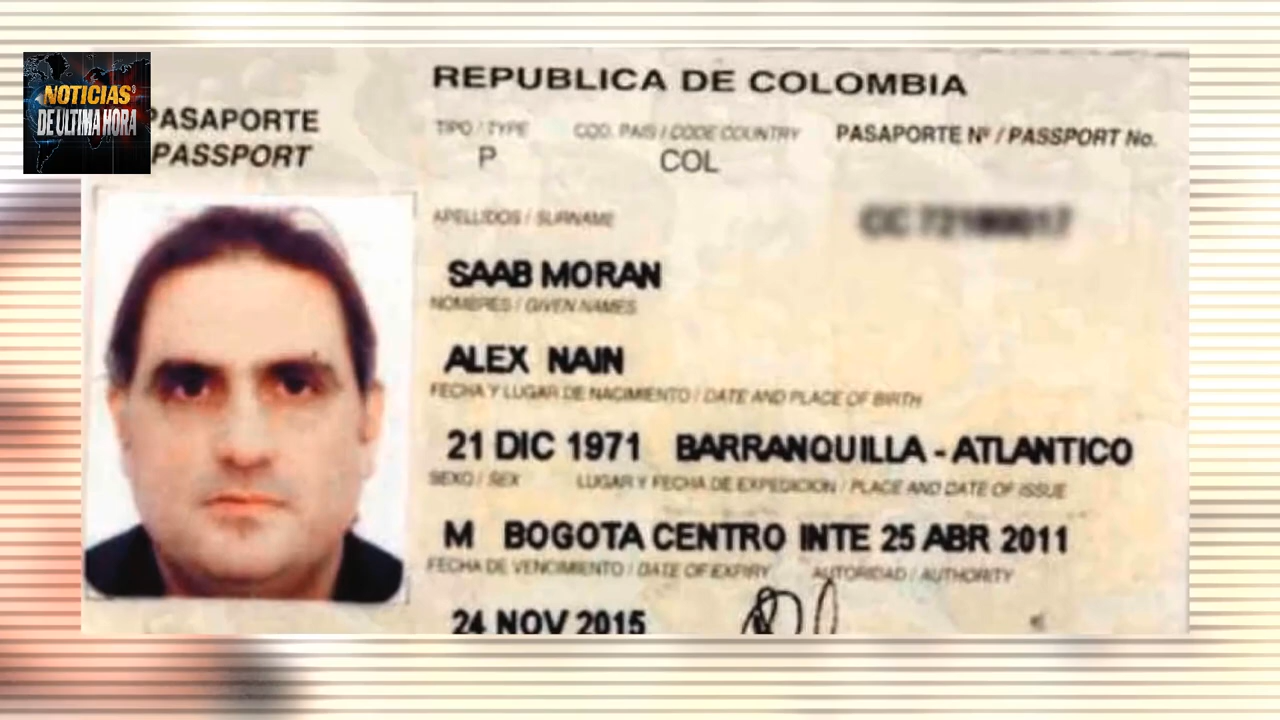 NOTICIAS
DE ULTIMA HORA
REPUBLICA DE COLOMBIA
PASAPORTE
PASSPORT
TIPO / TYPE COD. PAIS / CODE COUNTRY PASAPORTE Nº / PASSPORT No.
P COL
APELLIDOS / SURNAME
SAAB MORAN
NOMBRES / GIVEN NAMES
ALEX NAIN
FECHA Y LUGAR DE NACIMIENTO / DATE AND PLACE OF BIRTH
21 DIC 1971 BARRANQUILLA - ATLANTICO
SEXO / SEX LUGAR Y FECHA DE EXPEDICION / PLACE AND DATE OF ISSUE
M BOGOTA CENTRO INTE 25 ABR 2011
FECHA DE VENCIMIENTO / DATE OF EXPIRY AUTORIDAD / AUTHORITY
24 NOV 2015